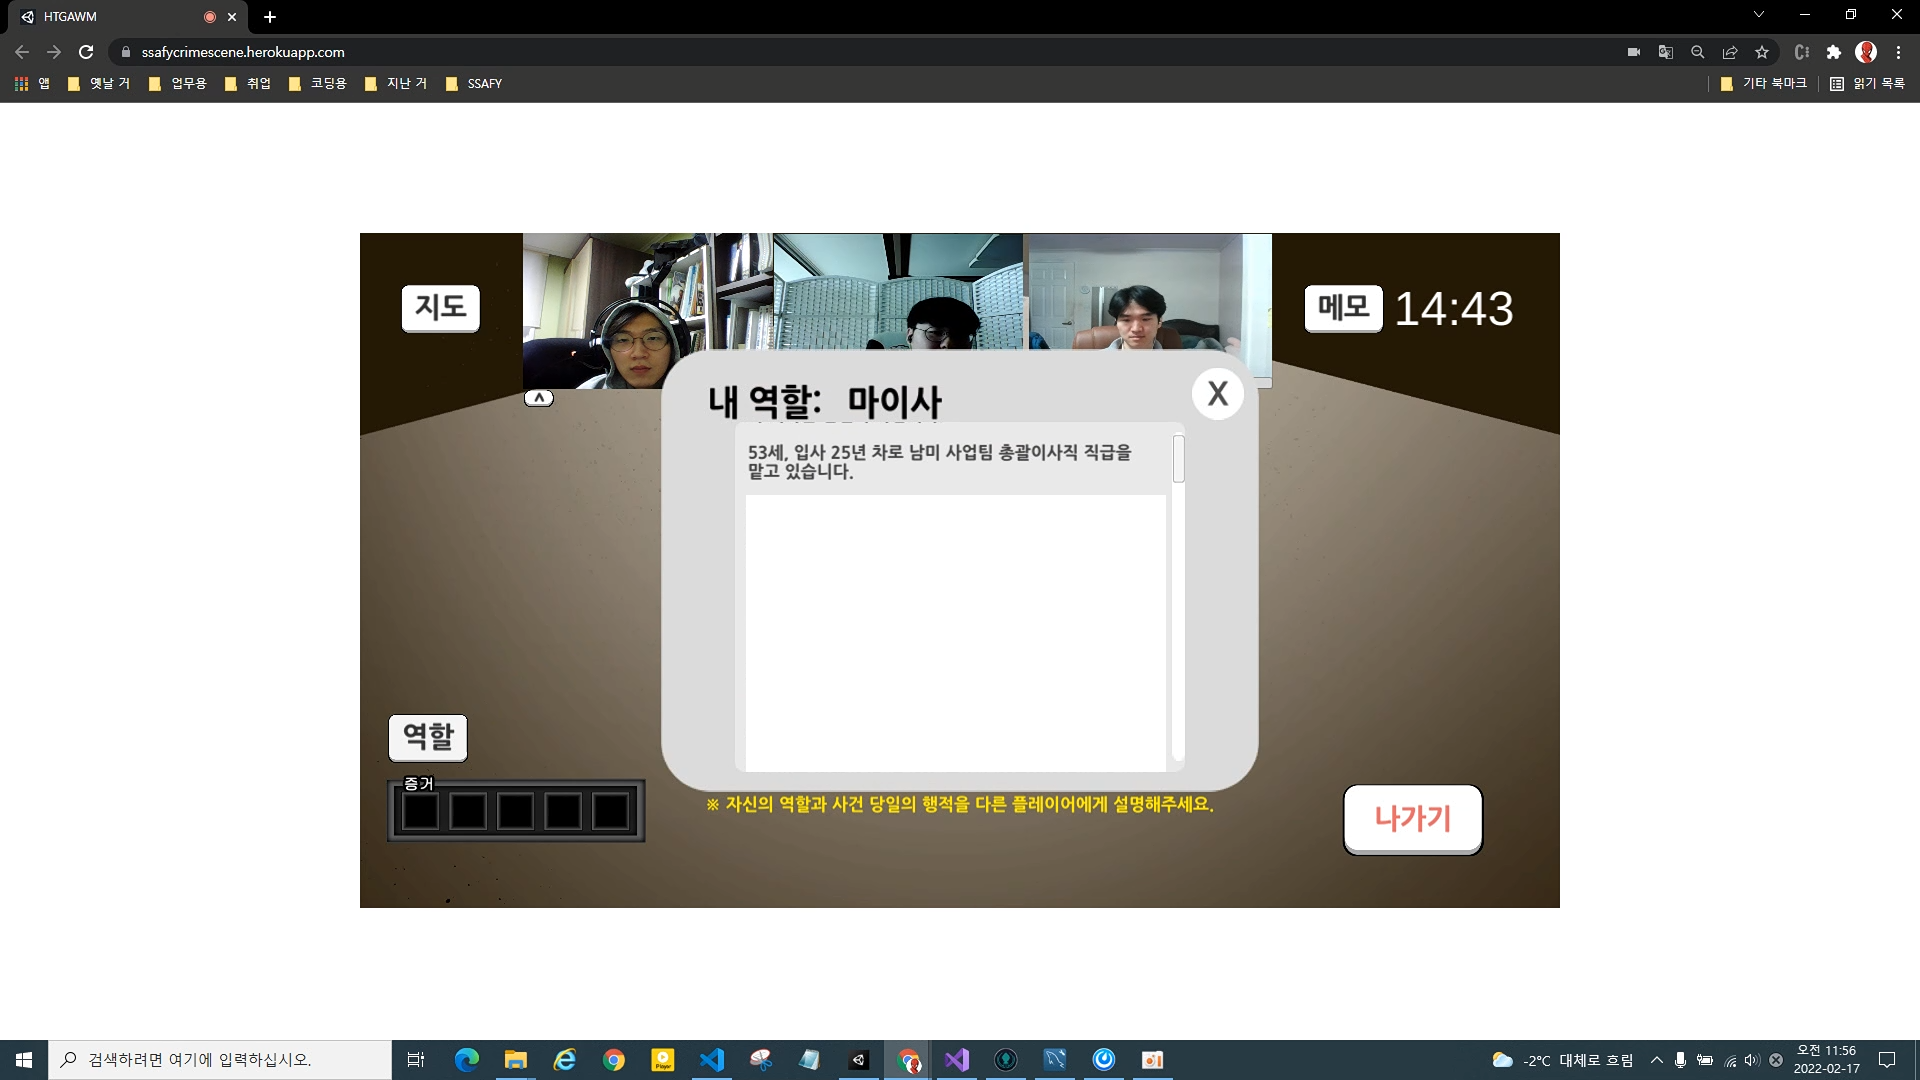 HTGAWM
ssafycrimescene.herokuapp.com
앱
옛날 거
업무용
취업
코딩용
지난 거
SSAFY
기타 북마크
읽기 목록
지도
메모
14:43
내 역할: 마이사
X
53세, 입사 25년 차로 남미 사업팀 총괄이사직 직급을
맡고 있습니다.
역할
증거
※ 자신의 역할과 사건 당일의 행적을 다른 플레이어에게 설명해주세요.
나가기
검색하려면 여기에 입력하십시오.
Player
-2°C 대체로 흐림
오전 11:56
2022-02-17